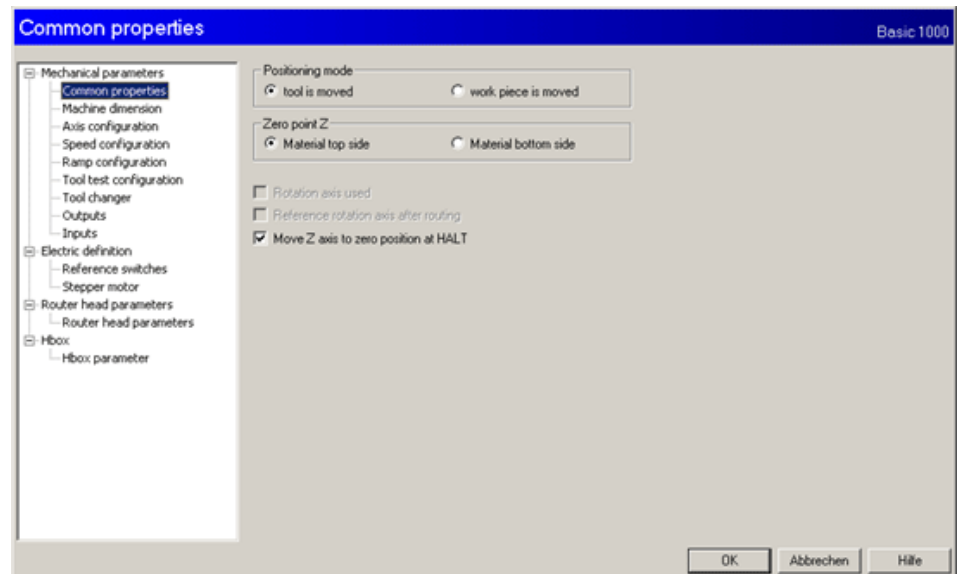 Common properties
Basic 1000
Mechanical parameters
Common properties
Machine dimension
Axis configuration
Speed configuration
Ramp configuration
Tool test configuration
Tool changer
Outputs
Inputs
Electric definition
Reference switches
Stepper motor
Router head parameters
Router head parameters
Hbox
Hbox parameter
Positioning mode
tool is moved work piece is moved
Zero point Z
Material top side Material bottom side
Rotation axis used
Reference rotation axis after routing
Move Z axis to zero position at HALT
OK Abbrechen Hilfe